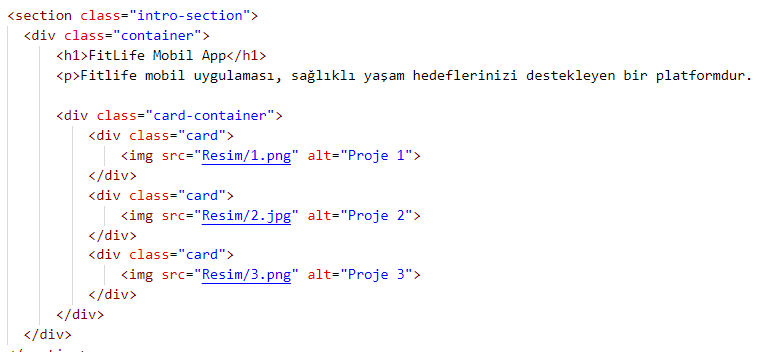 <section class="intro-section">
<div class="container">
<h1>FitLife Mobil App</h1>
<p>Fitlife mobil uygulaması, sağlıklı yaşam hedeflerinizi destekleyen bir platformdur.
<div class="card-container">
<div class="card">
<img src="Resim/1.png" alt="Proje 1">
</div>
<div class="card">
<img src="Resim/2.jpg" alt="Proje 2">
</div>
<div class="card">
<img src="Resim/3.png" alt="Proje 3">
</div>
</div>
</div>